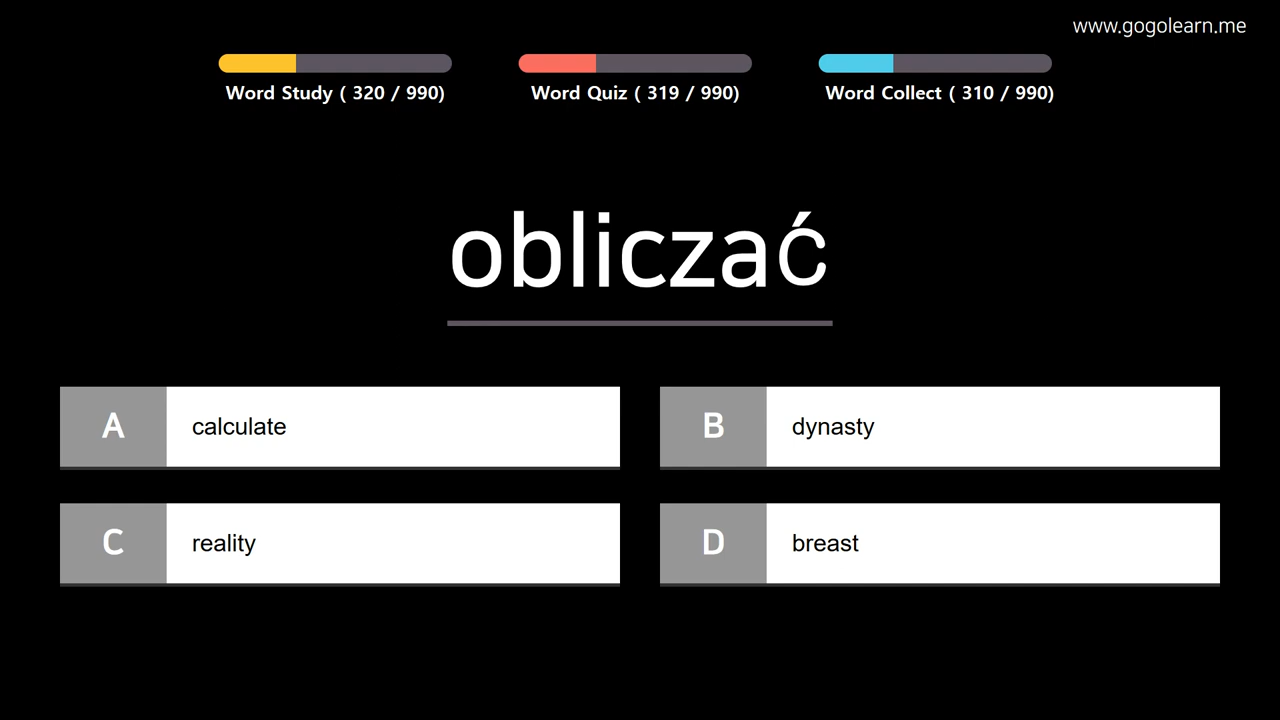 www.gogolearn.me
Word Study ( 320 / 990)
Word Quiz ( 319 / 990)
Word Collect ( 310 / 990)
obliczać
A calculate
B dynasty
C reality
D breast